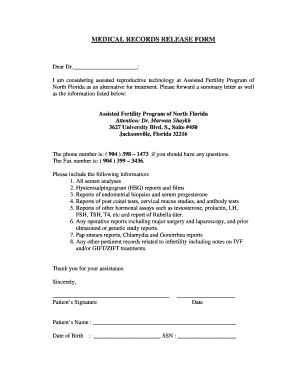 MEDICAL RECORDS RELEASE FORM
Dear Dr.____________________:
I am considering assisted reproductive technology at Assisted Fertility Program of
North Florida as an alternative for treatment. Please forward a summary letter as well
as the information listed below:
Assisted Fertility Program of North Florida
Attention: Dr. Marwan Shaykh
3627 University Blvd. S., Suite #450
Jacksonville, Florida 32216
The phone number is: ( 904 ) 398 – 1473 if you should have any questions.
The Fax number is: ( 904 ) 399 – 3436.
Please include the following information:
1. All semen analyses
2. Hysterosalpingogram (HSG) reports and films
3. Reports of endometrial biopsies and serum progesterone
4. Reports of post coital tests, cervical mucus studies, and antibody tests
5. Reports of other hormonal assays such as testosterone, prolactin, LH,
FSH, TSH, T4, etc and report of Rubella titer.
6. Any operative reports including major surgery and laparoscopy, and prior
ultrasound or genetic study reports.
7. Pap smears reports, Chlamydia and Gonorrhea reports
8. Any other pertinent records related to infertility including notes on IVF
and/or GIFT/ZIFT treatments.
Thank you for your assistance.
Sincerely,
Patient's Signature Date
Patient's Name : ____________________
Date of Birth : ____________________ SSN : ____________________